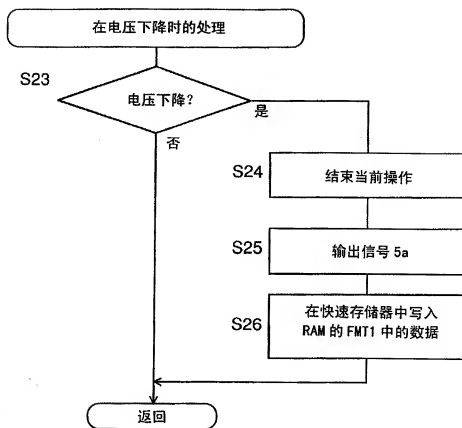 在电压下降时的处理
S23
电压下降?
是
否
S24
结束当前操作
S25
输出信号 5a
S26
在快速存储器中写入
RAM 的 FMT1 中的数据
返回